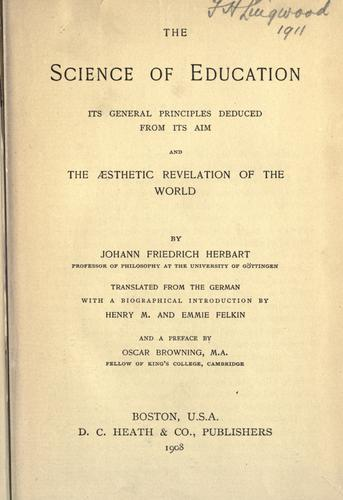 1911
THE
SCIENCE OF EDUCATION
ITS GENERAL PRINCIPLES DEDUCED
FROM ITS AIM
AND
THE ÆSTHETIC REVELATION OF THE
WORLD
BY
JOHANN FRIEDRICH HERBART
PROFESSOR OF PHILOSOPHY AT THE UNIVERSITY OF GÖTTINGEN
TRANSLATED FROM THE GERMAN
WITH A BIOGRAPHICAL INTRODUCTION BY
HENRY M. AND EMMIE FELKIN
AND A PREFACE BY
OSCAR BROWNING, M.A.
FELLOW OF KING'S COLLEGE, CAMBRIDGE
BOSTON, U.S.A.
D. C. HEATH & CO., PUBLISHERS
1908